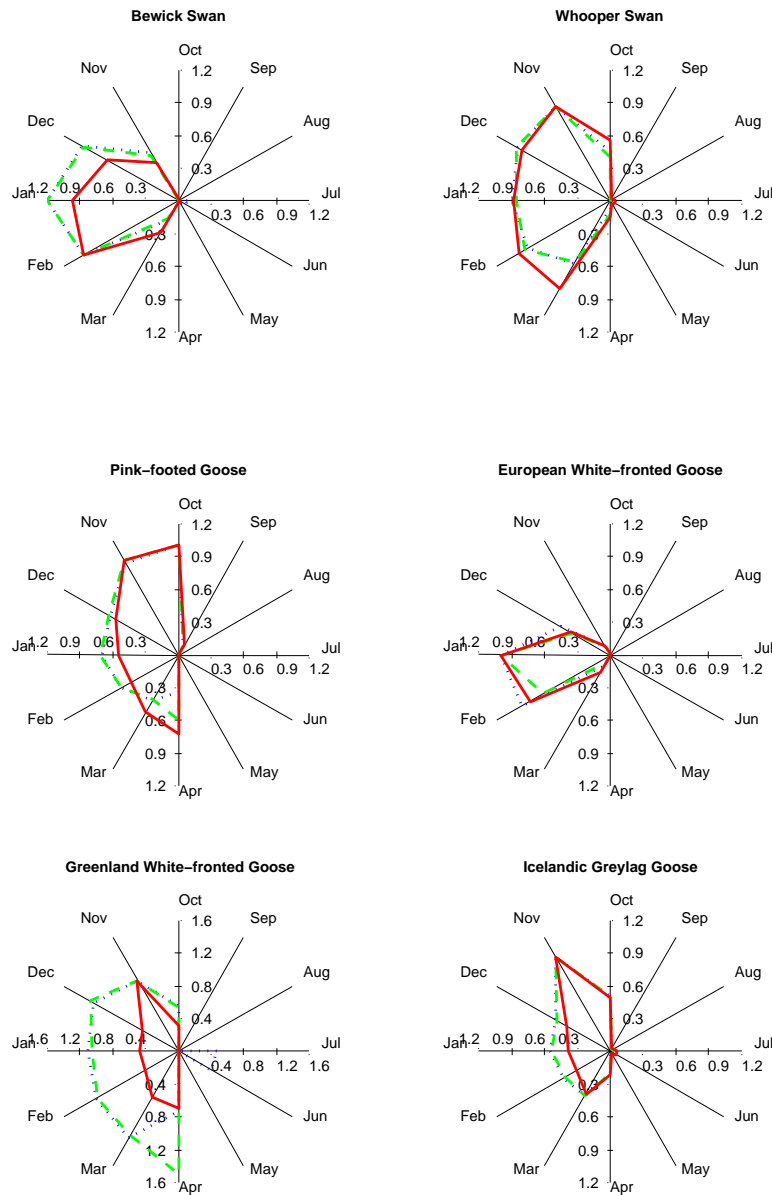 Bewick Swan
Whooper Swan
Oct
Oct
Nov
1.2
Sep
Nov
1.2
Sep
0.9
0.9
Dec
0.6
Aug
Dec
0.6
Aug
0.3
0.3
Jan
1.2 0.9 0.6 0.3
Jul
Jan
1.2 0.9 0.6 0.3
Jul
0.3 0.6 0.9 1.2
0.3 0.6 0.9 1.2
0.3
0.3
Feb
0.6
Jun
Feb
0.6
Jun
0.9
0.9
Mar
1.2
May
Mar
1.2
May
Apr
Apr
Pink−footed Goose
European White−fronted Goose
Oct
Oct
Nov
1.2
Sep
Nov
1.2
Sep
0.9
0.9
Dec
0.6
Aug
Dec
0.6
Aug
0.3
0.3
Jan
1.2 0.9 0.6 0.3
Jul
Jan
1.2 0.9 0.6 0.3
Jul
0.3 0.6 0.9 1.2
0.3 0.6 0.9 1.2
0.3
0.3
Feb
0.6
Jun
Feb
0.6
Jun
0.9
0.9
Mar
1.2
May
Mar
1.2
May
Apr
Apr
Greenland White−fronted Goose
Icelandic Greylag Goose
Oct
Oct
Nov
1.6
Sep
Nov
1.2
Sep
1.2
0.9
Dec
0.8
Aug
Dec
0.6
Aug
0.4
0.3
Jan
1.6 1.2 0.8 0.4
Jul
Jan
1.2 0.9 0.6 0.3
Jul
0.4 0.8 1.2 1.6
0.3 0.6 0.9 1.2
0.4
0.3
Feb
0.8
Jun
Feb
0.6
Jun
1.2
0.9
Mar
1.6
May
Mar
1.2
May
Apr
Apr